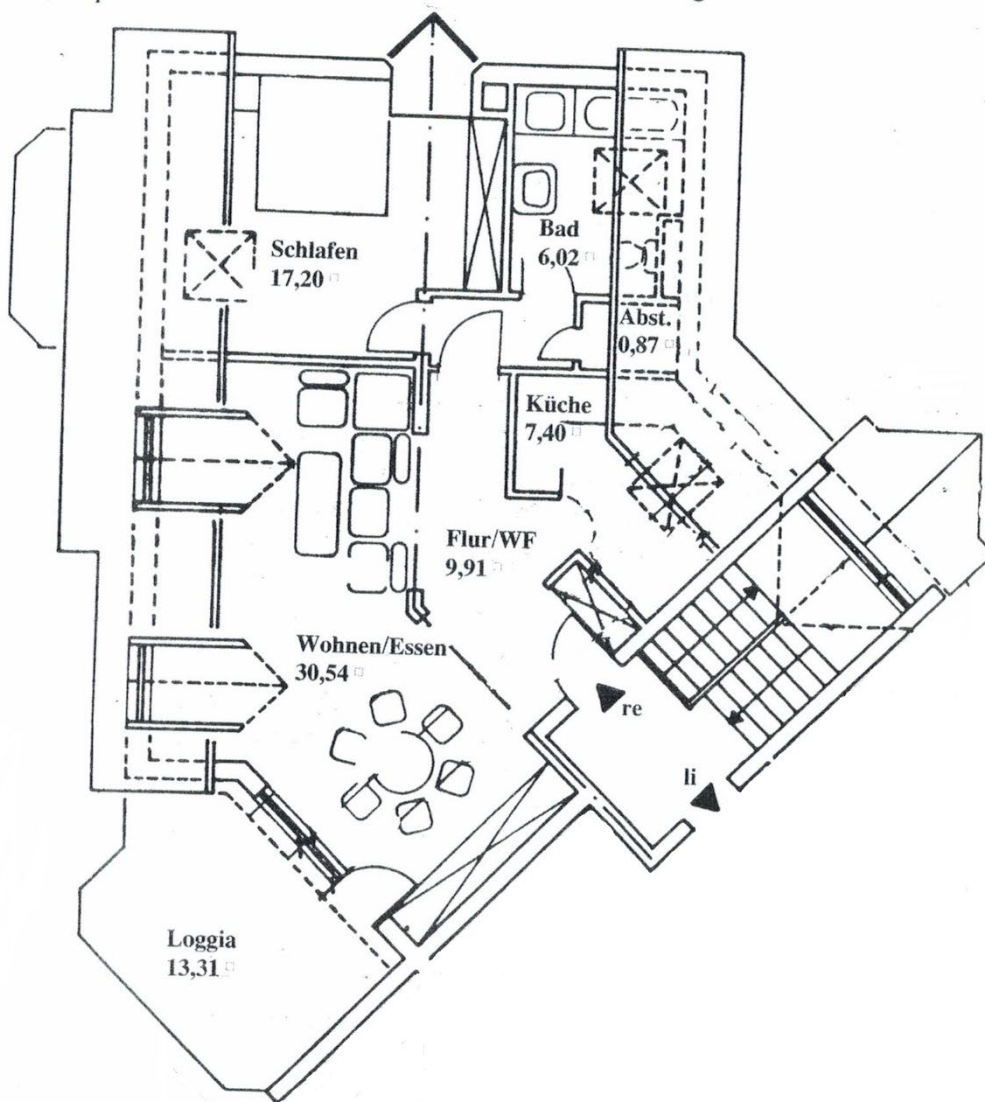 Schlafen
17,20
Bad
6,02
Abst.
0,87
Küche
7,40
Flur/WF
9,91
Wohnen/Essen
30,54
re
li
Loggia
13,31